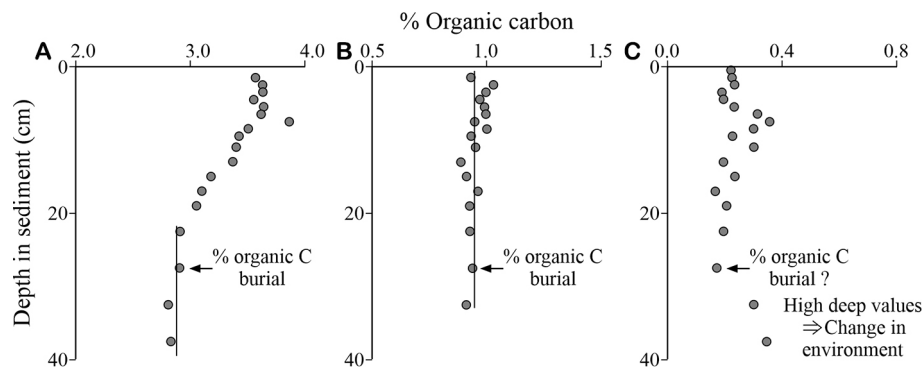 % Organic carbon
A
2.0 3.0 4.0
B
0.5 1.0 1.5
C
0.0 0.4 0.8
0
20
40
Depth in sediment (cm)
% organic C
burial
0
20
40
% organic C
burial
0
20
40
% organic C
burial ?
High deep values
⇒Change in
environment